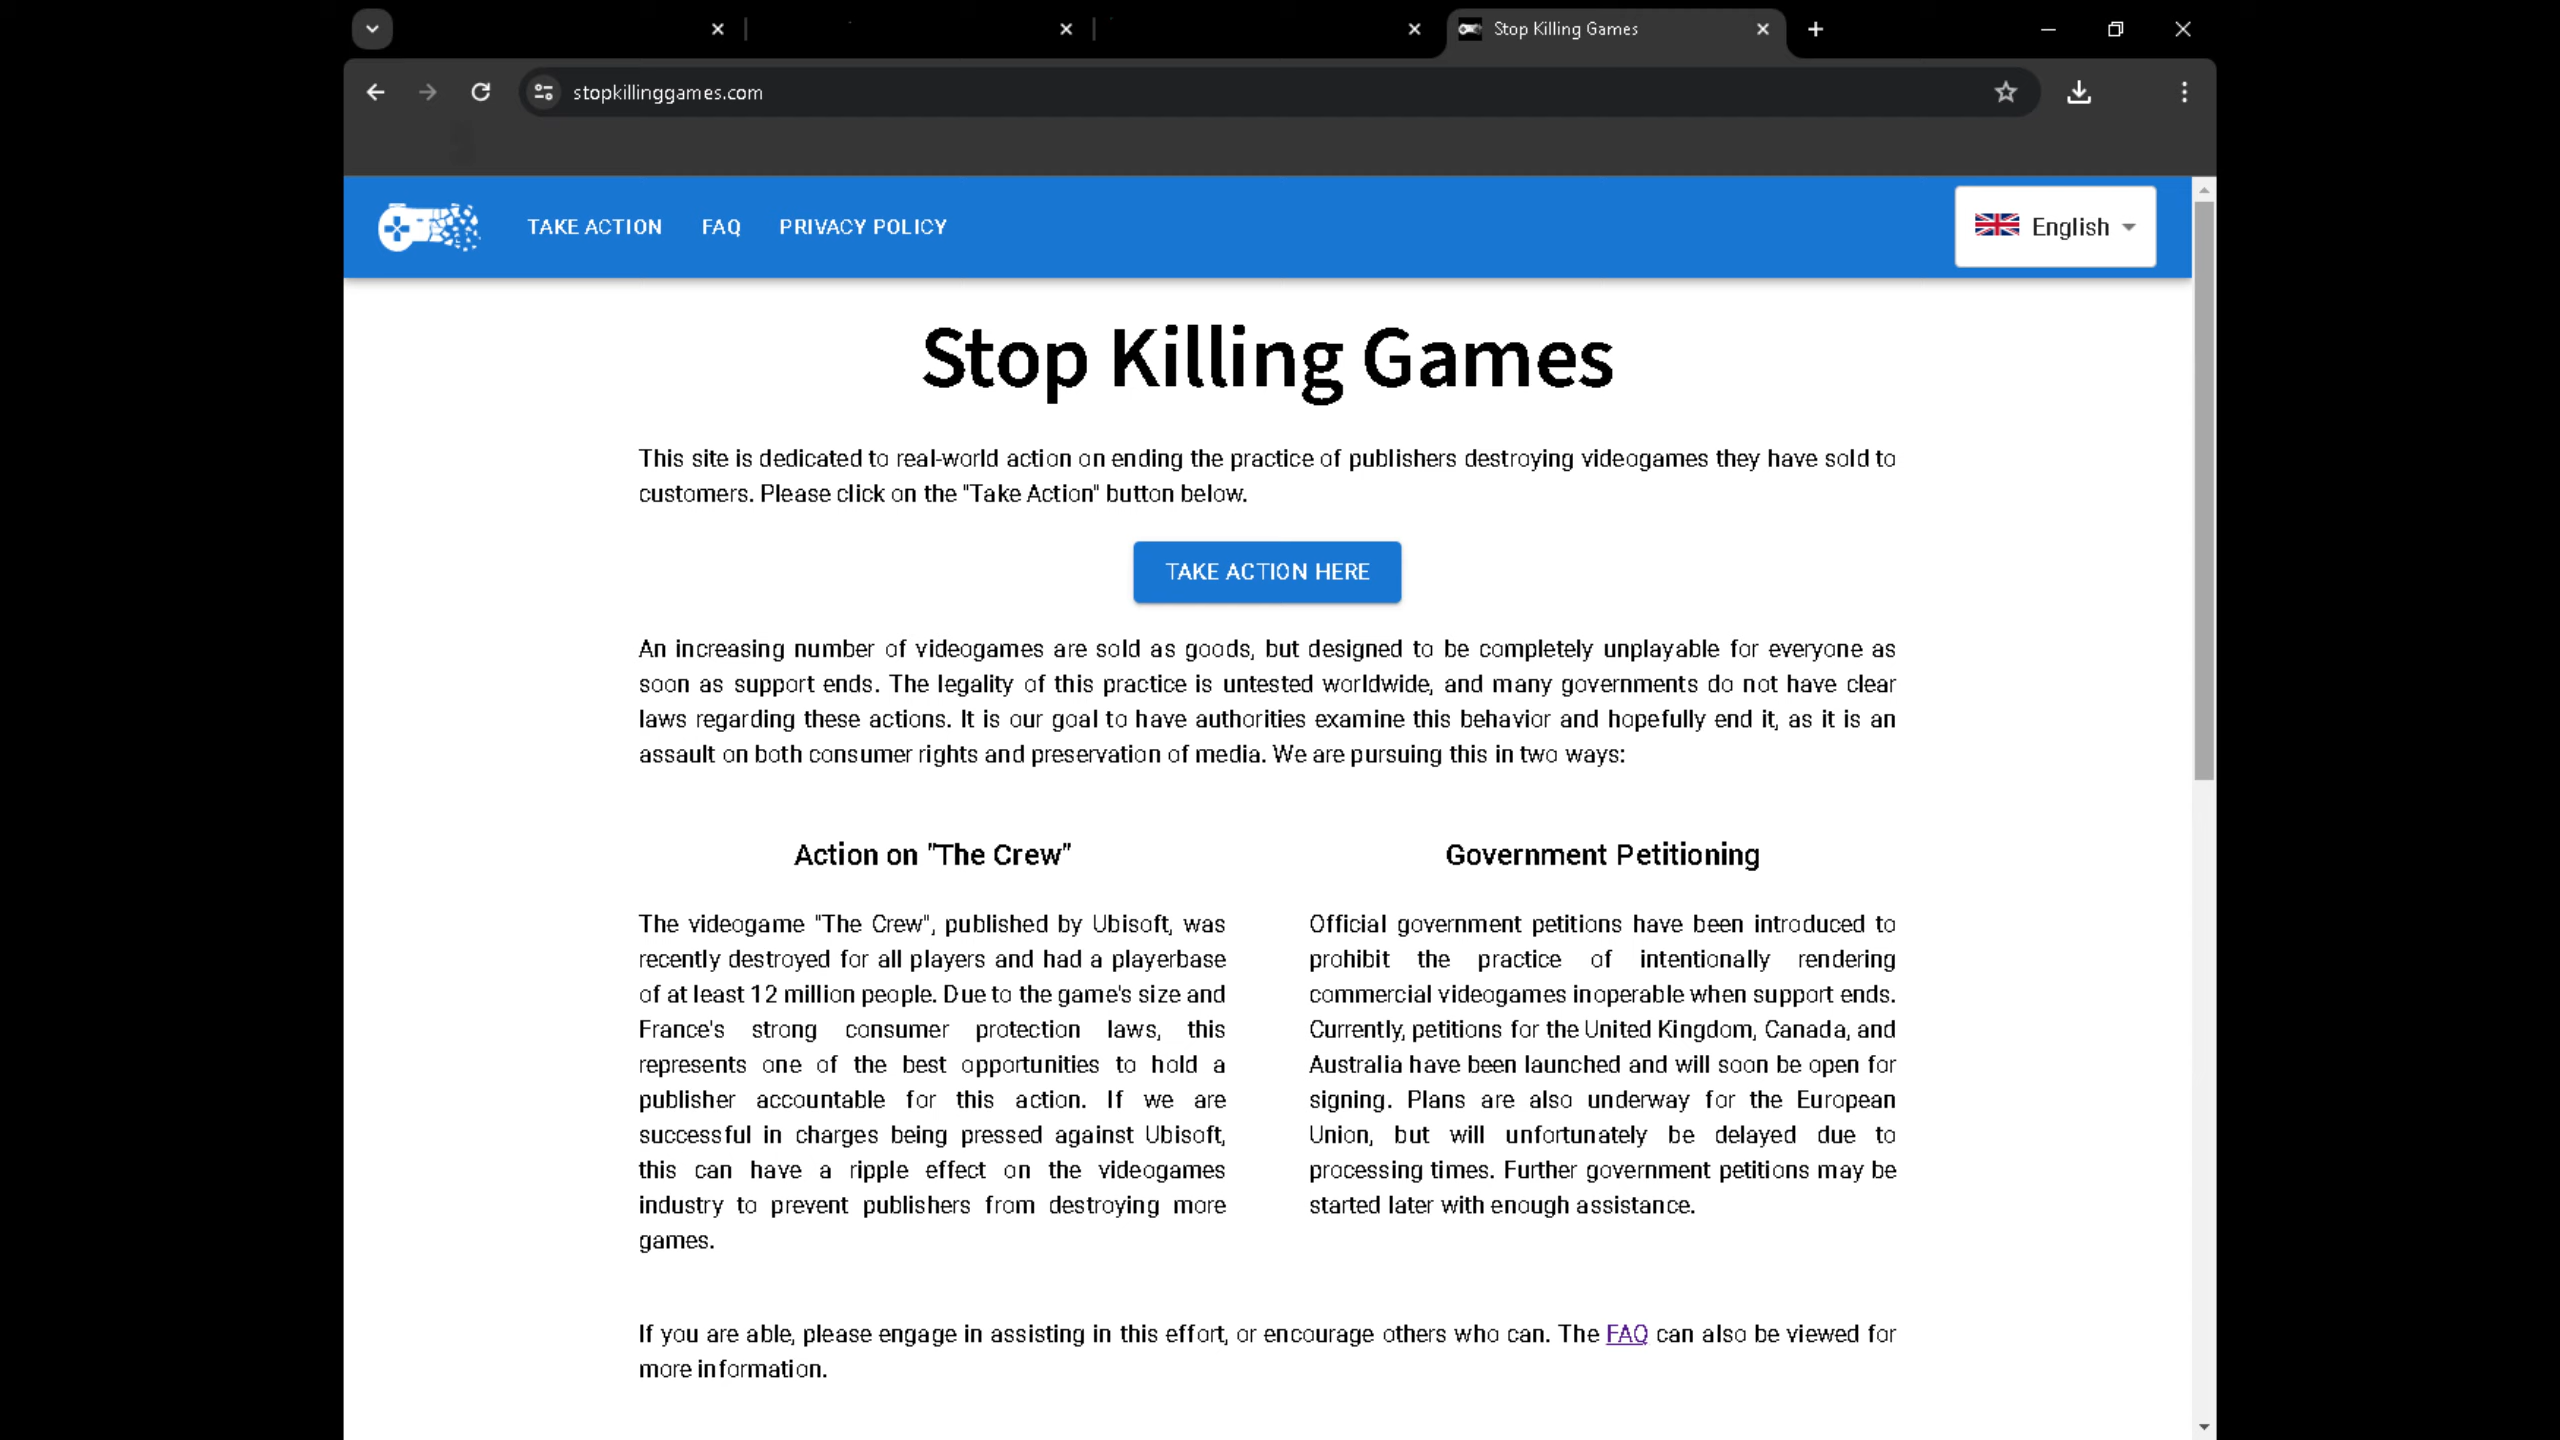 Stop Killing Games
stopkillinggames.com
TAKE ACTION FAQ PRIVACY POLICY English
Stop Killing Games
This site is dedicated to real-world action on ending the practice of publishers destroying videogames they have sold to
customers. Please click on the "Take Action" button below.
TAKE ACTION HERE
An increasing number of videogames are sold as goods, but designed to be completely unplayable for everyone as
soon as support ends. The legality of this practice is untested worldwide, and many governments do not have clear
laws regarding these actions. It is our goal to have authorities examine this behavior and hopefully end it, as it is an
assault on both consumer rights and preservation of media. We are pursuing this in two ways:
Action on "The Crew"
The videogame "The Crew", published by Ubisoft, was
recently destroyed for all players and had a playerbase
of at least 12 million people. Due to the game's size and
France's strong consumer protection laws, this
represents one of the best opportunities to hold a
publisher accountable for this action. If we are
successful in charges being pressed against Ubisoft,
this can have a ripple effect on the videogames
industry to prevent publishers from destroying more
games.
Government Petitioning
Official government petitions have been introduced to
prohibit the practice of intentionally rendering
commercial videogames inoperable when support ends.
Currently, petitions for the United Kingdom, Canada, and
Australia have been launched and will soon be open for
signing. Plans are also underway for the European
Union, but will unfortunately be delayed due to
processing times. Further government petitions may be
started later with enough assistance.
If you are able, please engage in assisting in this effort, or encourage others who can. The FAQ can also be viewed for
more information.